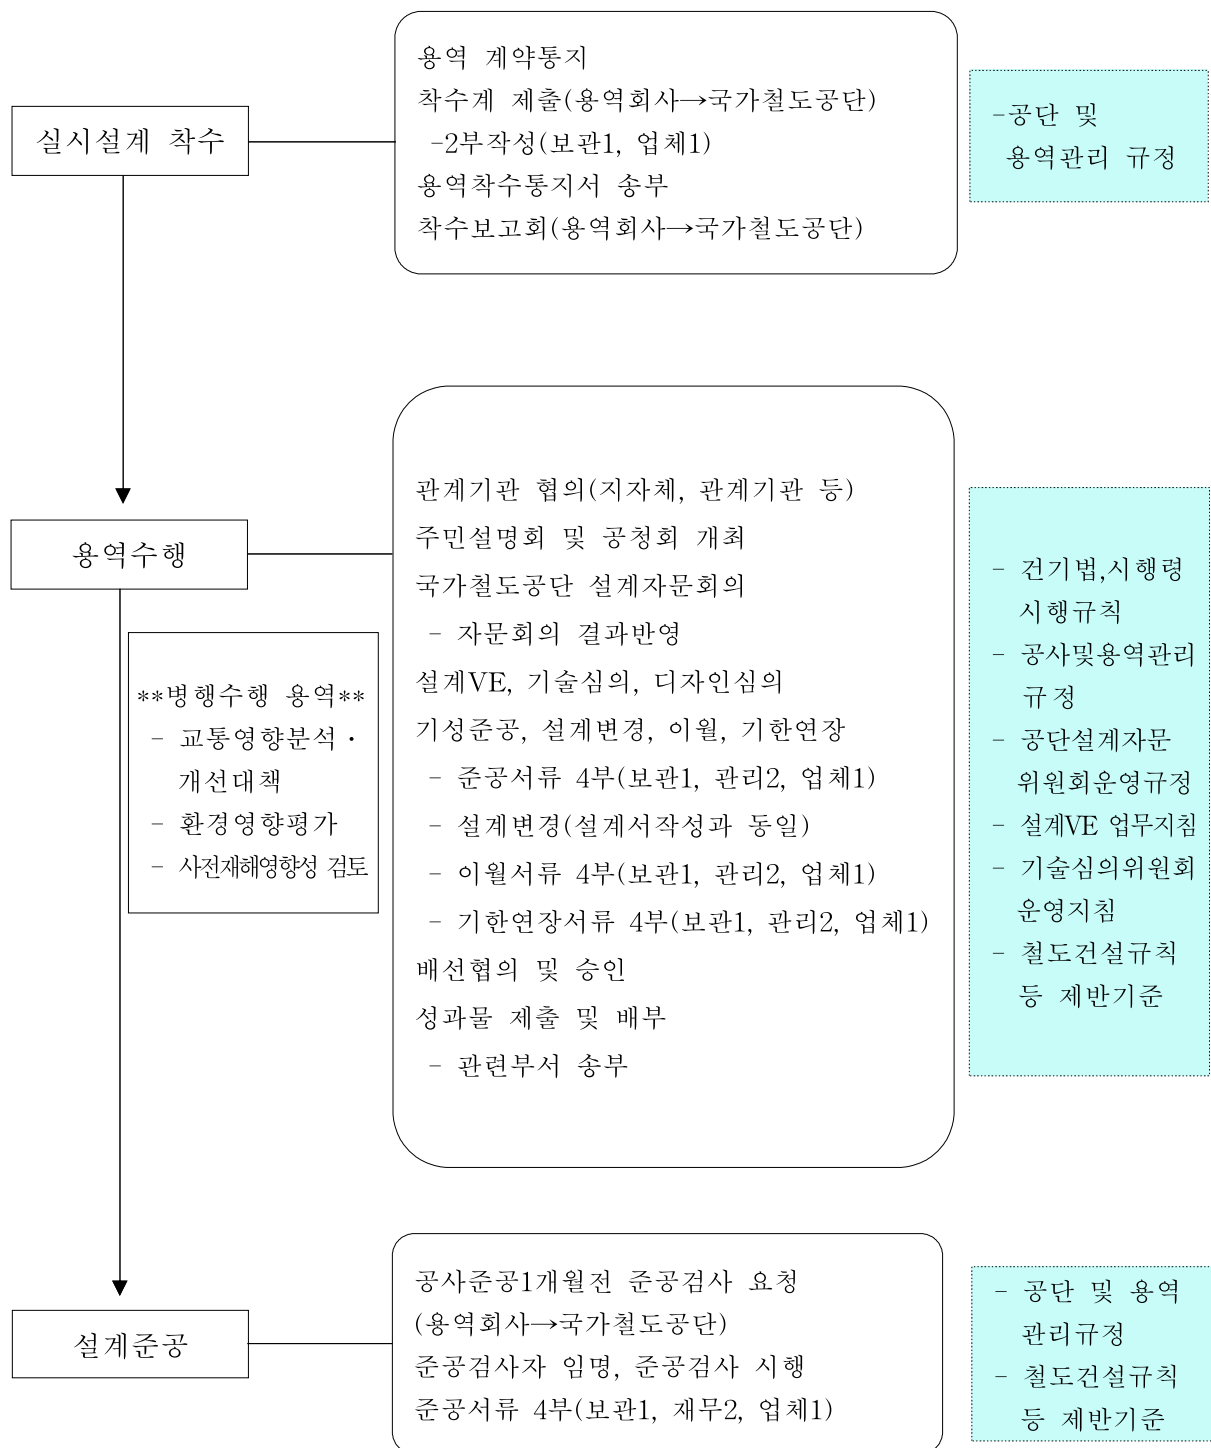 실시설계 착수
용역 계약통지
착수계 제출(용역회사→국가철도공단)
-2부작성(보관1, 업체1)
용역착수통지서 송부
착수보고회(용역회사→국가철도공단)
-공단 및
용역관리 규정
용역수행
**병행수행 용역**
- 교통영향분석·
개선대책
- 환경영향평가
- 사전재해영향성 검토
관계기관 협의(지자체, 관계기관 등)
주민설명회 및 공청회 개최
국가철도공단 설계자문회의
- 자문회의 결과반영
설계VE, 기술심의, 디자인심의
기성준공, 설계변경, 이월, 기한연장
- 준공서류 4부(보관1, 관리2, 업체1)
- 설계변경(설계서작성과 동일)
- 이월서류 4부(보관1, 관리2, 업체1)
- 기한연장서류 4부(보관1, 관리2, 업체1)
배선협의 및 승인
성과물 제출 및 배부
- 관련부서 송부
- 건기법,시행령
시행규칙
- 공사및용역관리
규정
- 공단설계자문
위원회운영규정
- 설계VE 업무지침
- 기술심의위원회
운영지침
- 철도건설규칙
등 제반기준
설계준공
공사준공1개월전 준공검사 요청
(용역회사→국가철도공단)
준공검사자 임명, 준공검사 시행
준공서류 4부(보관1, 재무2, 업체1)
- 공단 및 용역
관리규정
- 철도건설규칙
등 제반기준